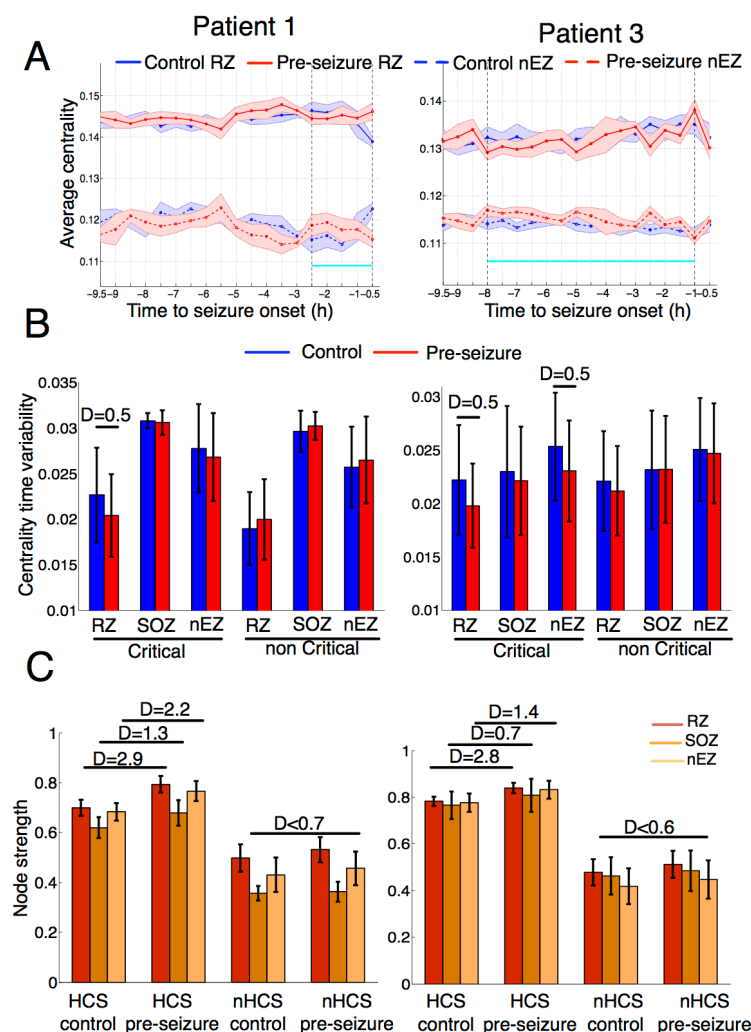 Patient 1
Patient 3
A
Control RZ Pre-seizure RZ Control nEZ Pre-seizure nEZ
Average centrality
0.15
0.14
0.13
0.12
0.11
−9.5−9 −8 −7 −6 −5 −4 −3 −2 −1−0.5
Time to seizure onset (h)
0.14
0.13
0.12
0.11
−9.5−9 −8 −7 −6 −5 −4 −3 −2 −1−0.5
Time to seizure onset (h)
B
Control Pre-seizure
Centrality time variability
0.035
0.03
0.025
0.02
0.015
0.01
D=0.5
RZ SOZ nEZ RZ SOZ nEZ
Critical non Critical
0.03
0.025
0.02
0.015
0.01
D=0.5
D=0.5
RZ SOZ nEZ RZ SOZ nEZ
Critical non Critical
C
Node strength
1
0.8
0.6
0.4
0.2
0
D=2.2
D=1.3
D=2.9
D<0.7
HCS HCS nHCS nHCS
control pre-seizure control pre-seizure
1
0.8
0.6
0.4
0.2
0
D=1.4
D=0.7
D=2.8
D<0.6
RZ
SOZ
nEZ
HCS HCS nHCS nHCS
control pre-seizure control pre-seizure